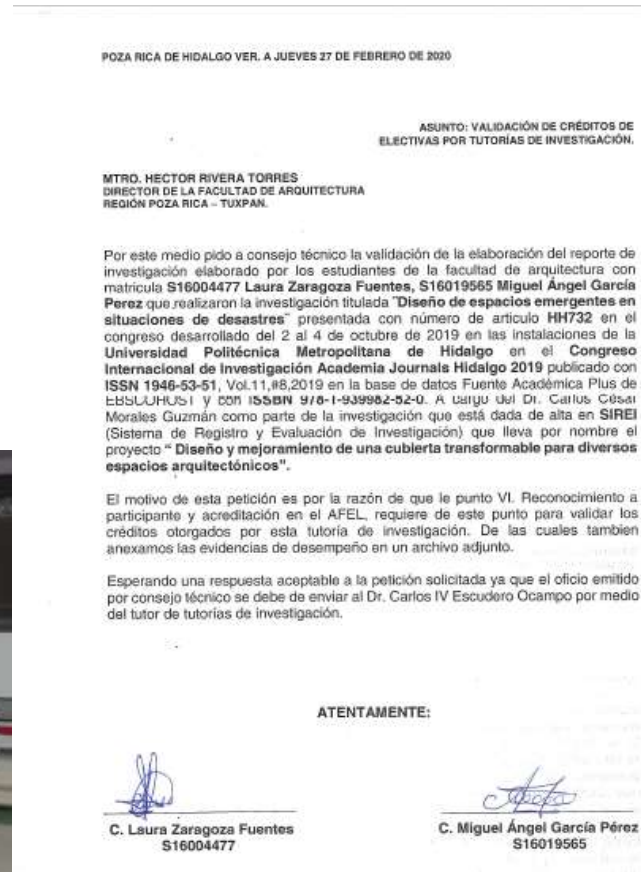 POZA RICA DE HIDALGO VER. A JUEVES 27 DE FEBRERO DE 2020
ASUNTO: VALIDACIÓN DE CRÉDITOS DE
ELECTIVAS POR TUTORÍAS DE INVESTIGACIÓN.
MTRO. HECTOR RIVERA TORRES
DIRECTOR DE LA FACULTAD DE ARQUITECTURA
REGIÓN POZA RICA – TUXPAN.
Por este medio pido a consejo técnico la validación de la elaboración del reporte de
investigación elaborado por los estudiantes de la facultad de arquitectura con
matricula S16004477 Laura Zaragoza Fuentes, S16019565 Miguel Ángel García
Perez que realizaron la investigación titulada "Diseño de espacios emergentes en
situaciones de desastres" presentada con número de articulo HH732 en el
congreso desarrollado del 2 al 4 de octubre de 2019 en las instalaciones de la
Universidad Politécnica Metropolitana de Hidalgo en el Congreso
Internacional de Investigación Academia Journals Hidalgo 2019 publicado con
ISSN 1946-53-51, Vol.11,#8,2019 en la base de datos Fuente Académica Plus de
EBSCOHOST y con ISSBN 978-1-939982-52-0. A cargo del Dr. Carlos César
Morales Guzmán como parte de la investigación que está dada de alta en SIREI
(Sistema de Registro y Evaluación de Investigación) que lleva por nombre el
proyecto " Diseño y mejoramiento de una cubierta transformable para diversos
espacios arquitectónicos".
El motivo de esta petición es por la razón de que le punto VI. Reconocimiento a
participante y acreditación en el AFEL, requiere de este punto para validar los
créditos otorgados por esta tutoría de investigación. De las cuales tambien
anexamos las evidencias de desempeño en un archivo adjunto.
Esperando una respuesta aceptable a la petición solicitada ya que el oficio emitido
por consejo técnico se debe de enviar al Dr. Carlos IV Escudero Ocampo por medio
del tutor de tutorías de investigación.
ATENTAMENTE:
C. Laura Zaragoza Fuentes
S16004477
C. Miguel Ángel García Pérez
S16019565